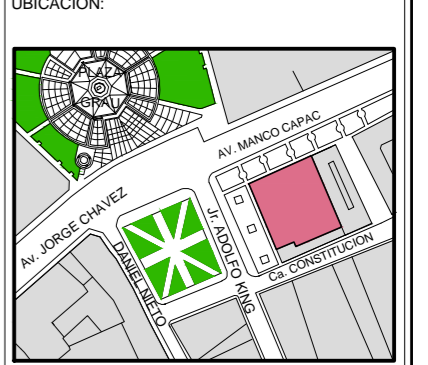 UBICACION:
PLAZA
GRAU
AV. MANCO CAPAC
Av. JORGE CHAVEZ
Jr. ADOLFO KING
DANIEL NIETO
Ca. CONSTITUCION